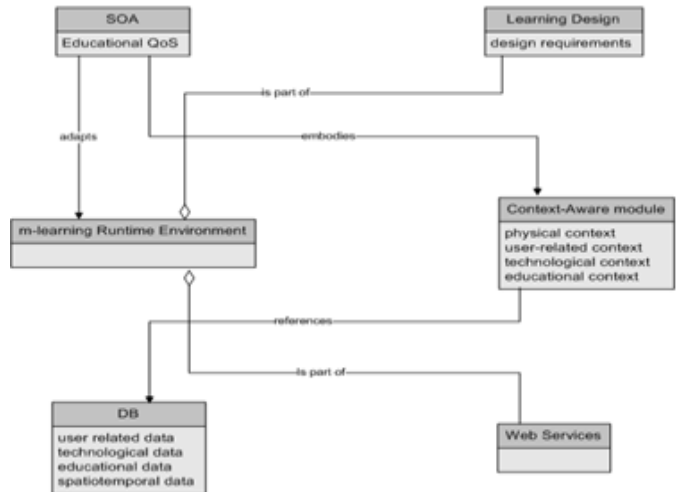 SOA
Educational QoS
Learning Design
design requirements
is part of
adapts
embodies
Context-Aware module
physical context
user-related context
technological context
educational context
m-learning Runtime Environment
references
Is part of
DB
user related data
technological data
educational data
spatiotemporal data
Web Services